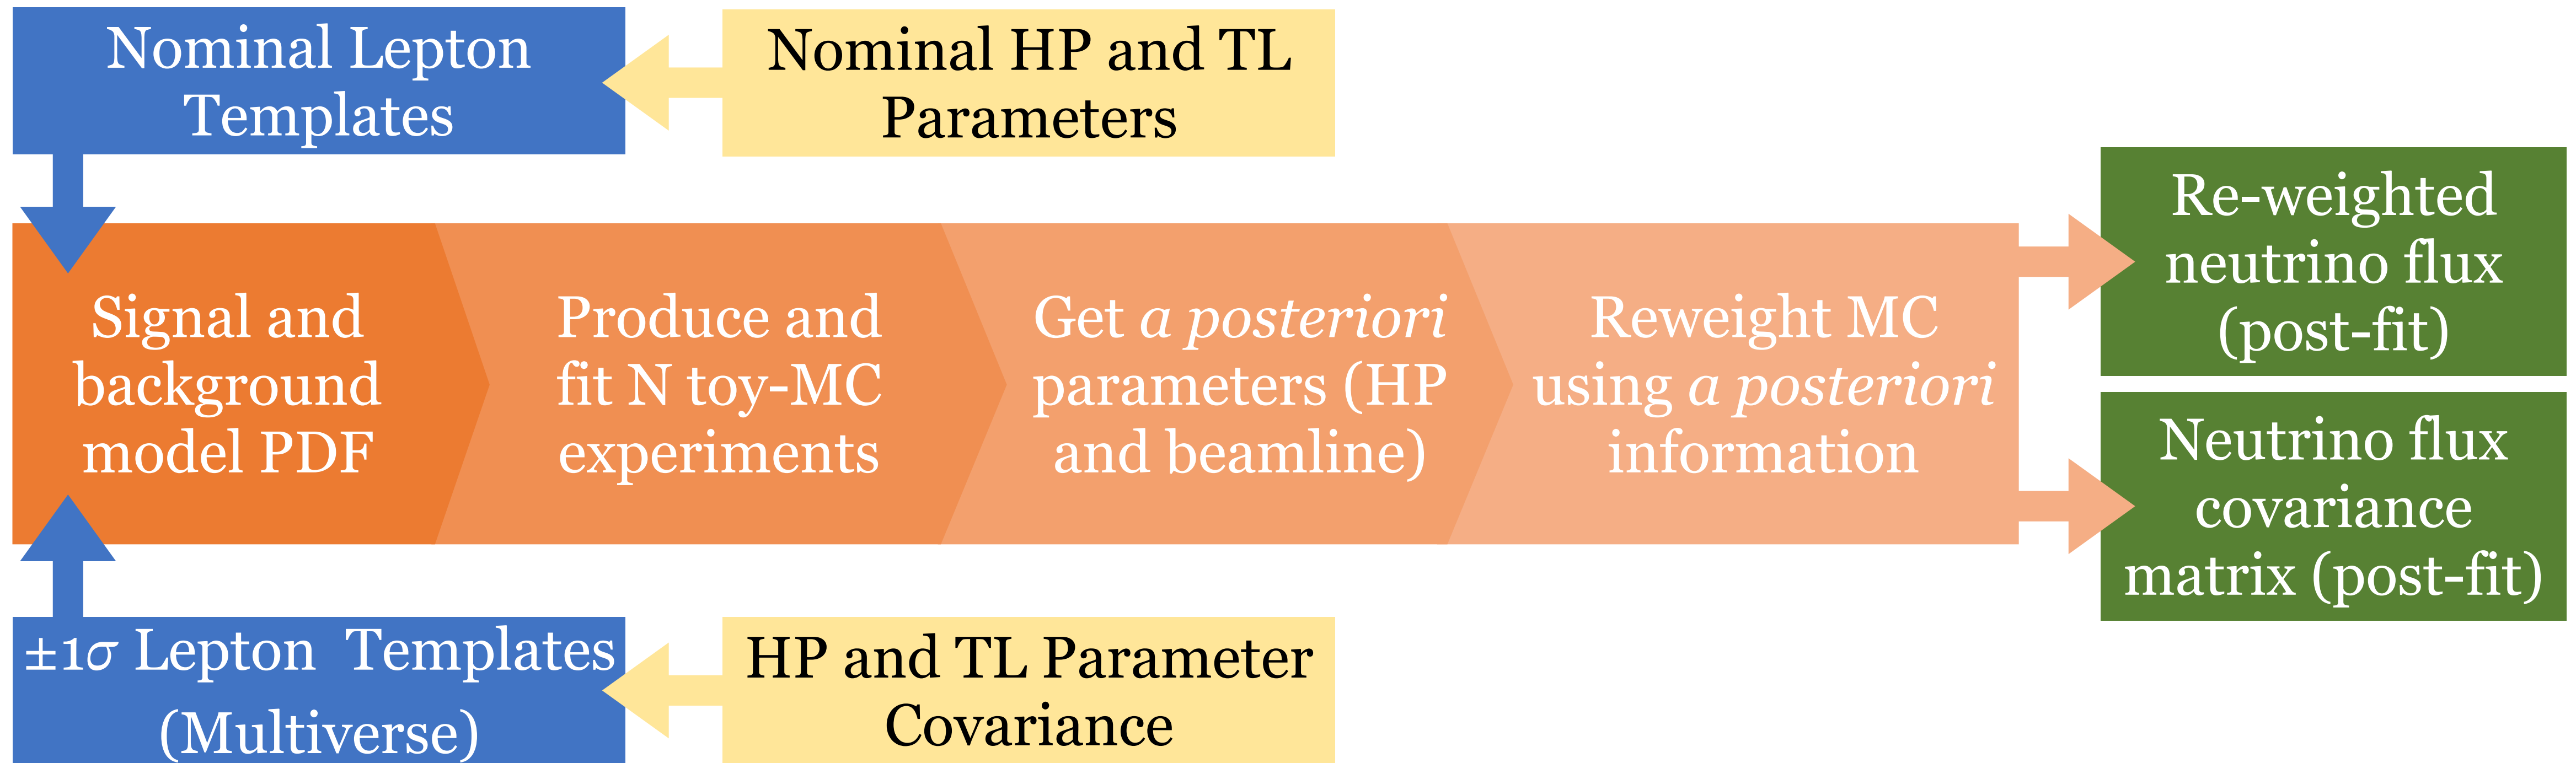 Nominal Lepton
Templates
Nominal HP and TL
Parameters
Signal and
background
model PDF
Produce and
fit N toy-MC
experiments
Get a posteriori
parameters (HP
and beamline)
Reweight MC
using a posteriori
information
Re-weighted
neutrino flux
(post-fit)
Neutrino flux
covariance
matrix (post-fit)
±1σ Lepton Templates
(Multiverse)
HP and TL Parameter
Covariance